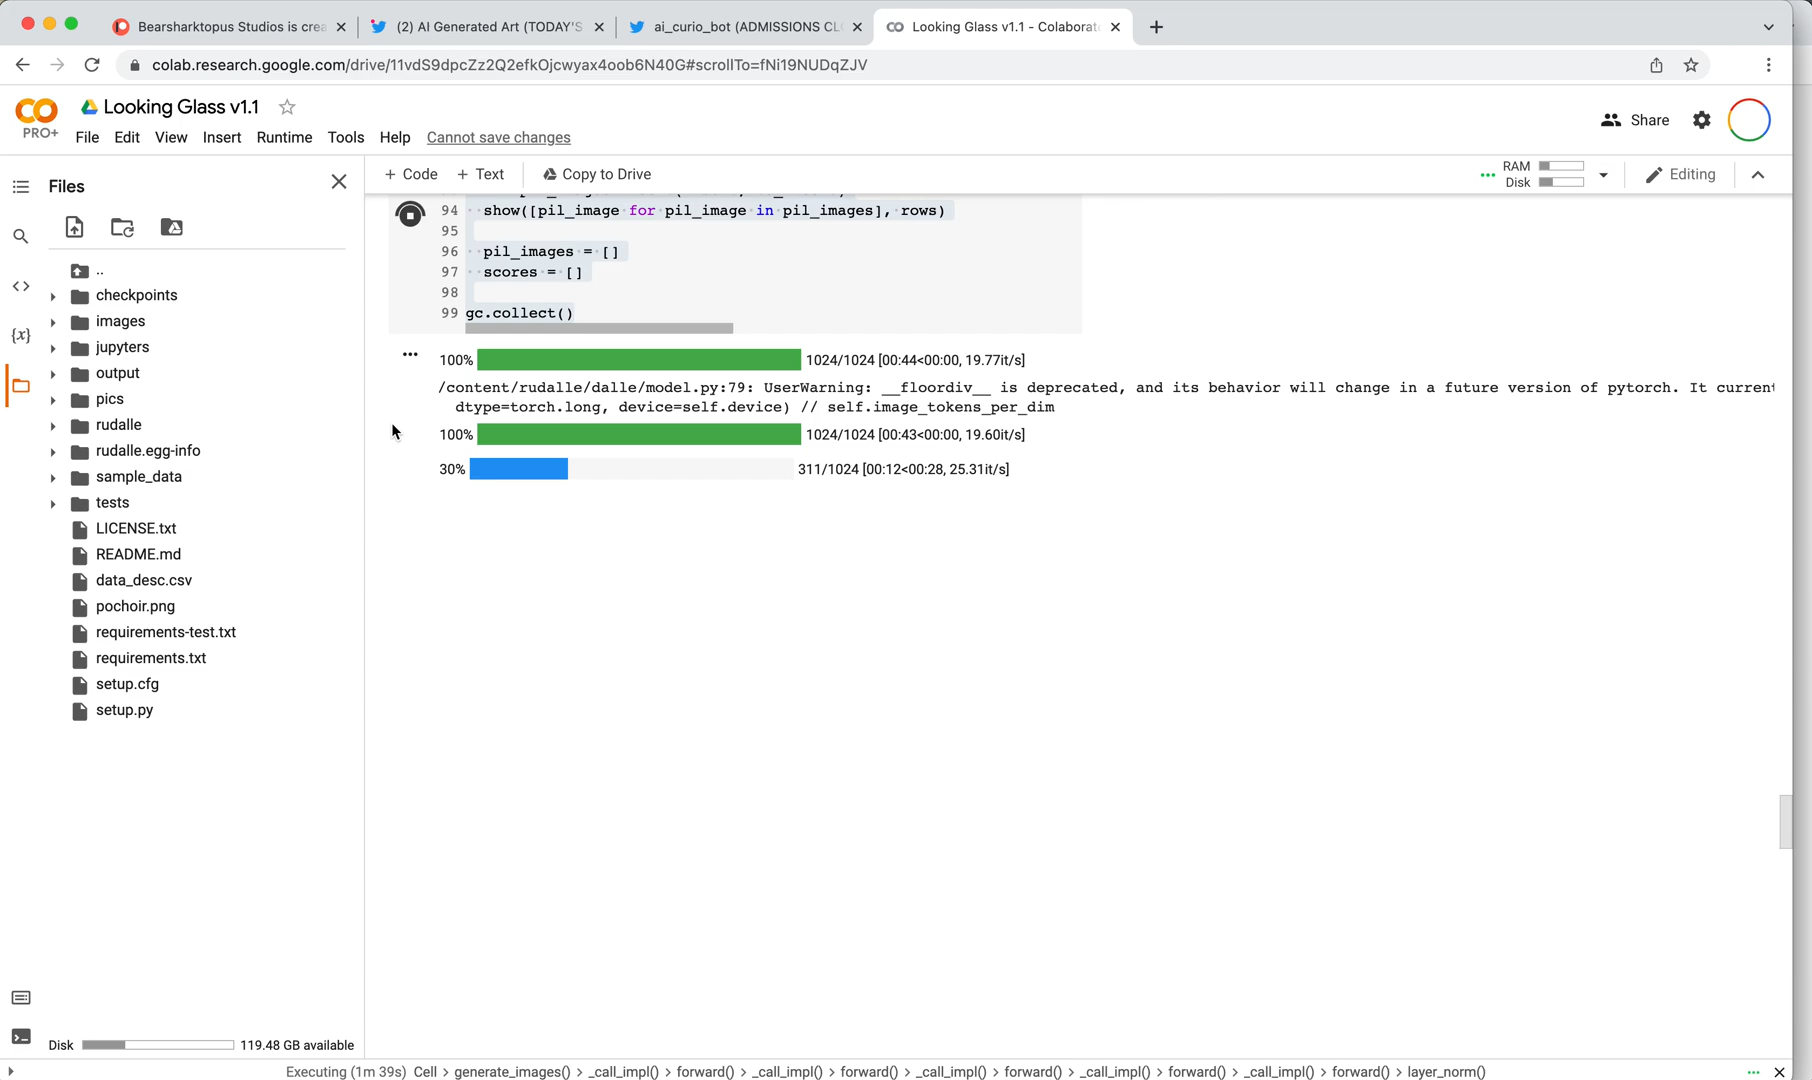 Bearsharktopus Studios is crea
(2) AI Generated Art (TODAY'S
ai_curio_bot (ADMISSIONS CL
Looking Glass v1.1 - Colaborato
colab.research.google.com/drive/11vdS9dpcZz2Q2efkOjcwyax4oob6N40G#scrollTo=fNi19NUDqZJV
PRO+
Looking Glass v1.1
File Edit View Insert Runtime Tools Help Cannot save changes
Share
Files
+ Code + Text Copy to Drive
RAM
Disk
Editing
..
checkpoints
images
jupyters
output
pics
rudalle
rudalle.egg-info
sample_data
tests
LICENSE.txt
README.md
data_desc.csv
pochoir.png
requirements-test.txt
requirements.txt
setup.cfg
setup.py
Disk 119.48 GB available
94 show([pil_image for pil_image in pil_images], rows)
95
96 pil_images = []
97 scores = []
98
99 gc.collect()
100% 1024/1024 [00:44<00:00, 19.77it/s]
/content/rudalle/dalle/model.py:79: UserWarning: __floordiv__ is deprecated, and its behavior will change in a future version of pytorch. It current
dtype=torch.long, device=self.device) // self.image_tokens_per_dim
100% 1024/1024 [00:43<00:00, 19.60it/s]
30% 311/1024 [00:12<00:28, 25.31it/s]
Executing (1m 39s) Cell > generate_images() > _call_impl() > forward() > _call_impl() > forward() > _call_impl() > forward() > _call_impl() > forward() > _call_impl() > forward() > layer_norm()